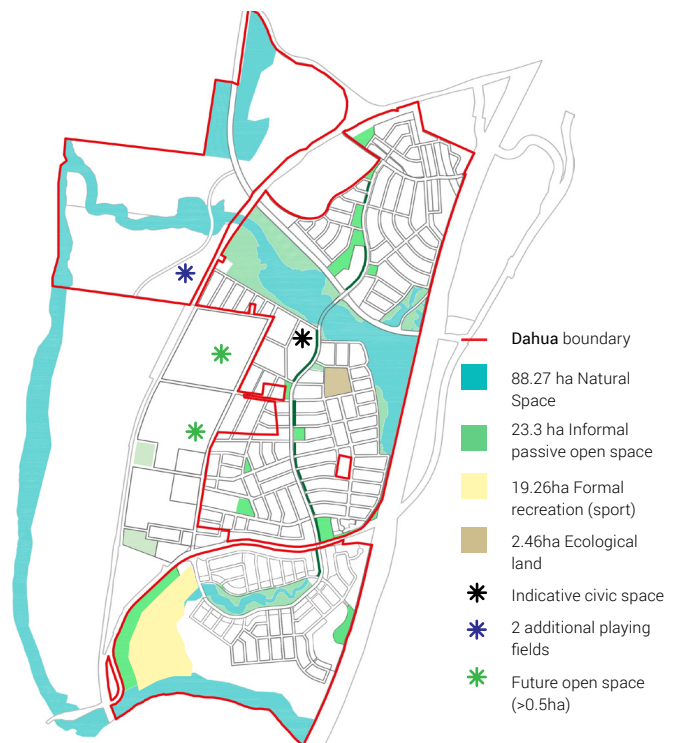 Dahua boundary
88.27 ha Natural
Space
23.3 ha Informal
passive open space
19.26ha Formal
recreation (sport)
2.46ha Ecological
land
Indicative civic space
2 additional playing
fields
Future open space
(>0.5ha)